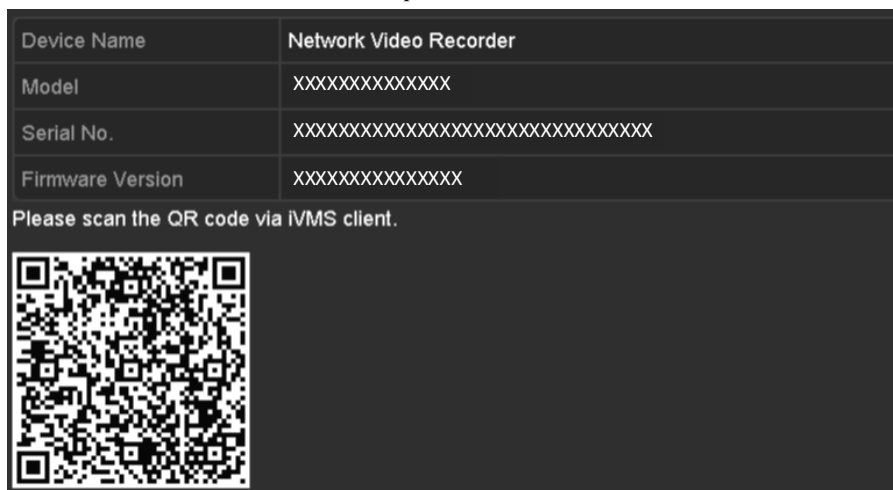 Device Name Network Video Recorder
Model XXXXXXXXXXXXXX
Serial No. XXXXXXXXXXXXXXXXXXXXXXXXXXXXXXXX
Firmware Version XXXXXXXXXXXXXXX
Please scan the QR code via iVMS client.